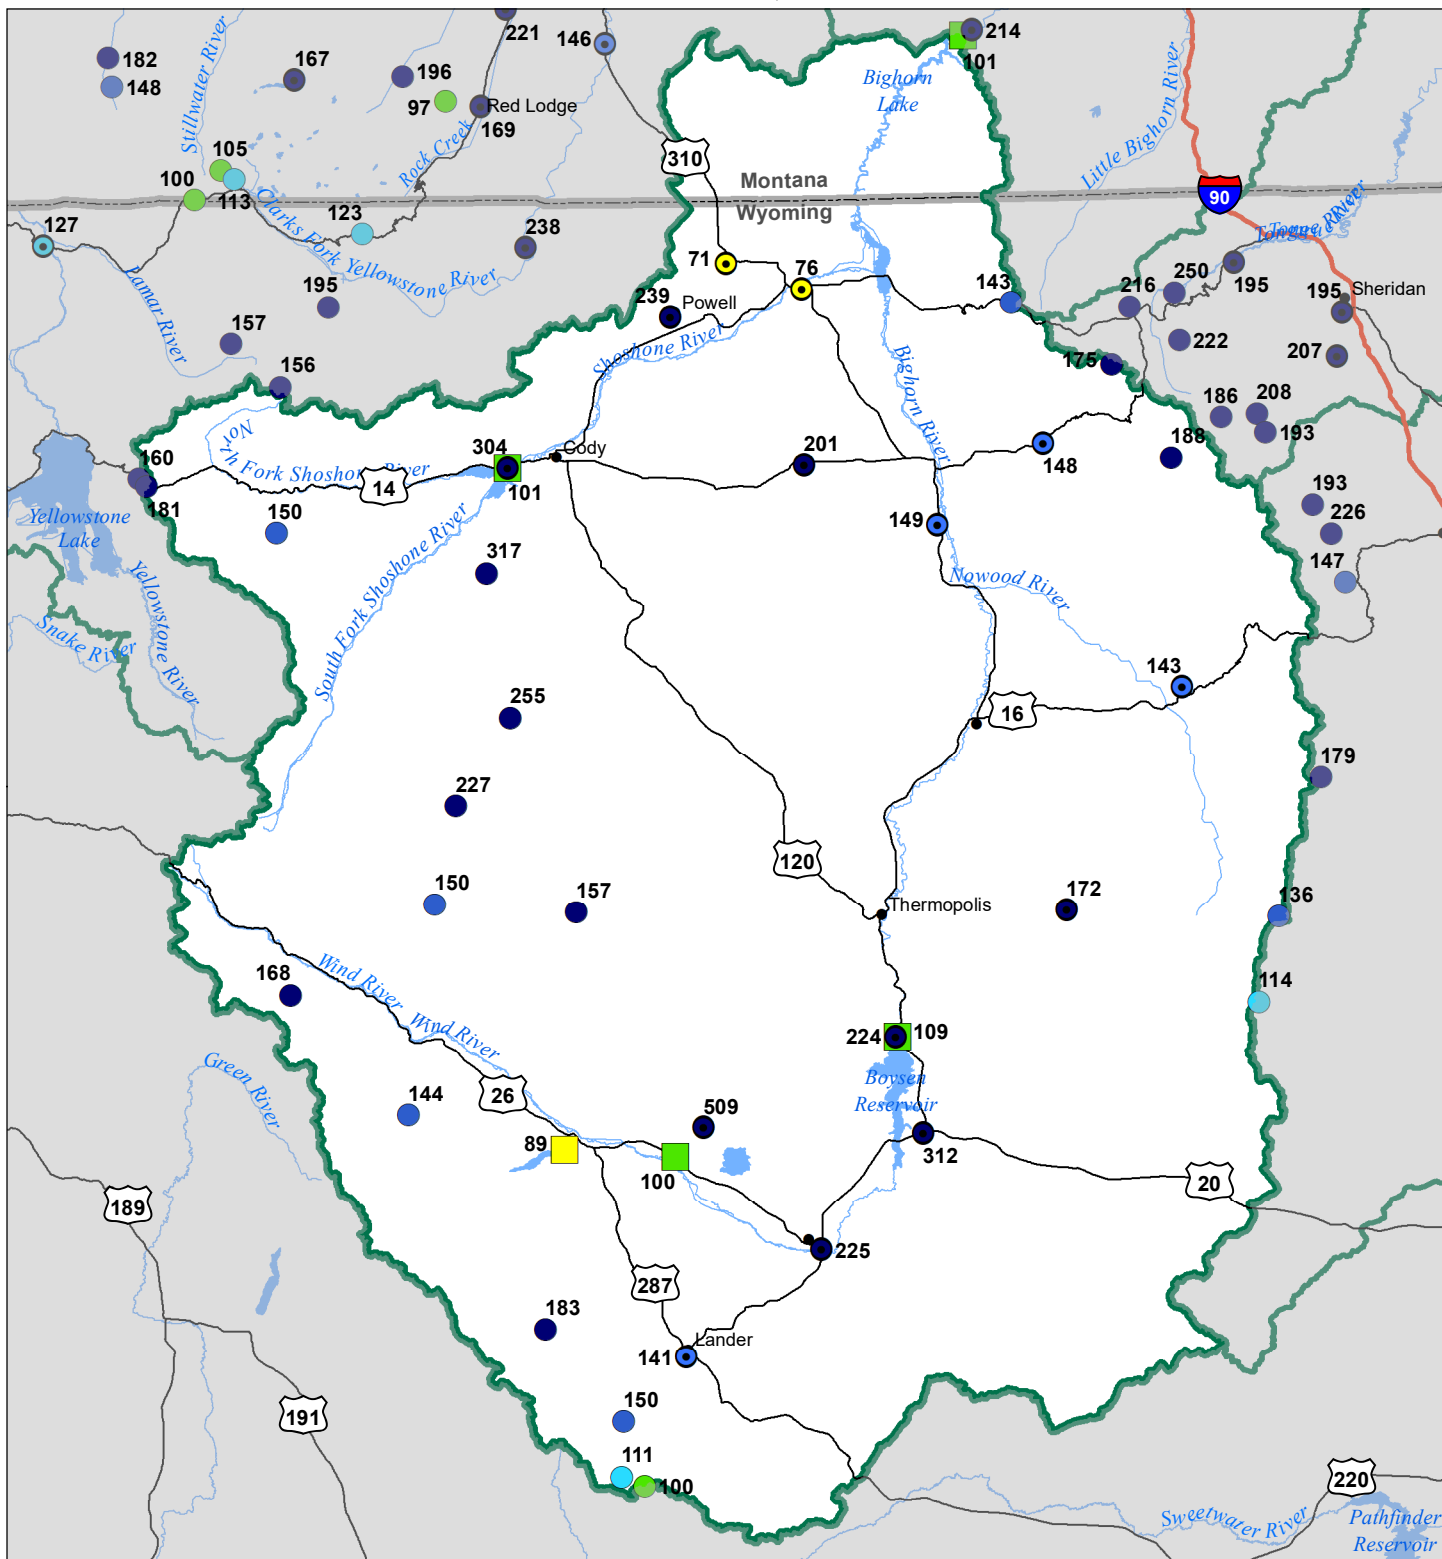 221
214
146
182
167
196
101
148
97
Red Lodge
169
Stillwater River
Bighorn
Lake
Little Bighorn River
Rock Creek
105
310
100
113
Montana
Wyoming
90
Clarks Fork Yellowstone River
127
123
238
Tongue River
Tongue River
71
76
250
195
Lamar River
195
239
Powell
143
216
195
Sheridan
Shoshone River
157
222
207
Bighorn River
156
175
186
208
193
North Fork Shoshone River
304
Cody
201
148
188
160
14
101
181
193
Yellowstone
Lake
150
149
226
South Fork Shoshone River
317
147
Yellowstone River
Nowood River
Snake River
143
255
16
179
227
120
150
157
Thermopolis
172
136
168
Wind River
114
Wind River
224
109
Green River
Boysen
Reservoir
144
26
509
89
312
100
20
189
225
287
183
Lander
141
191
150
111
100
220
Sweetwater River
Pathfinder
Reservoir